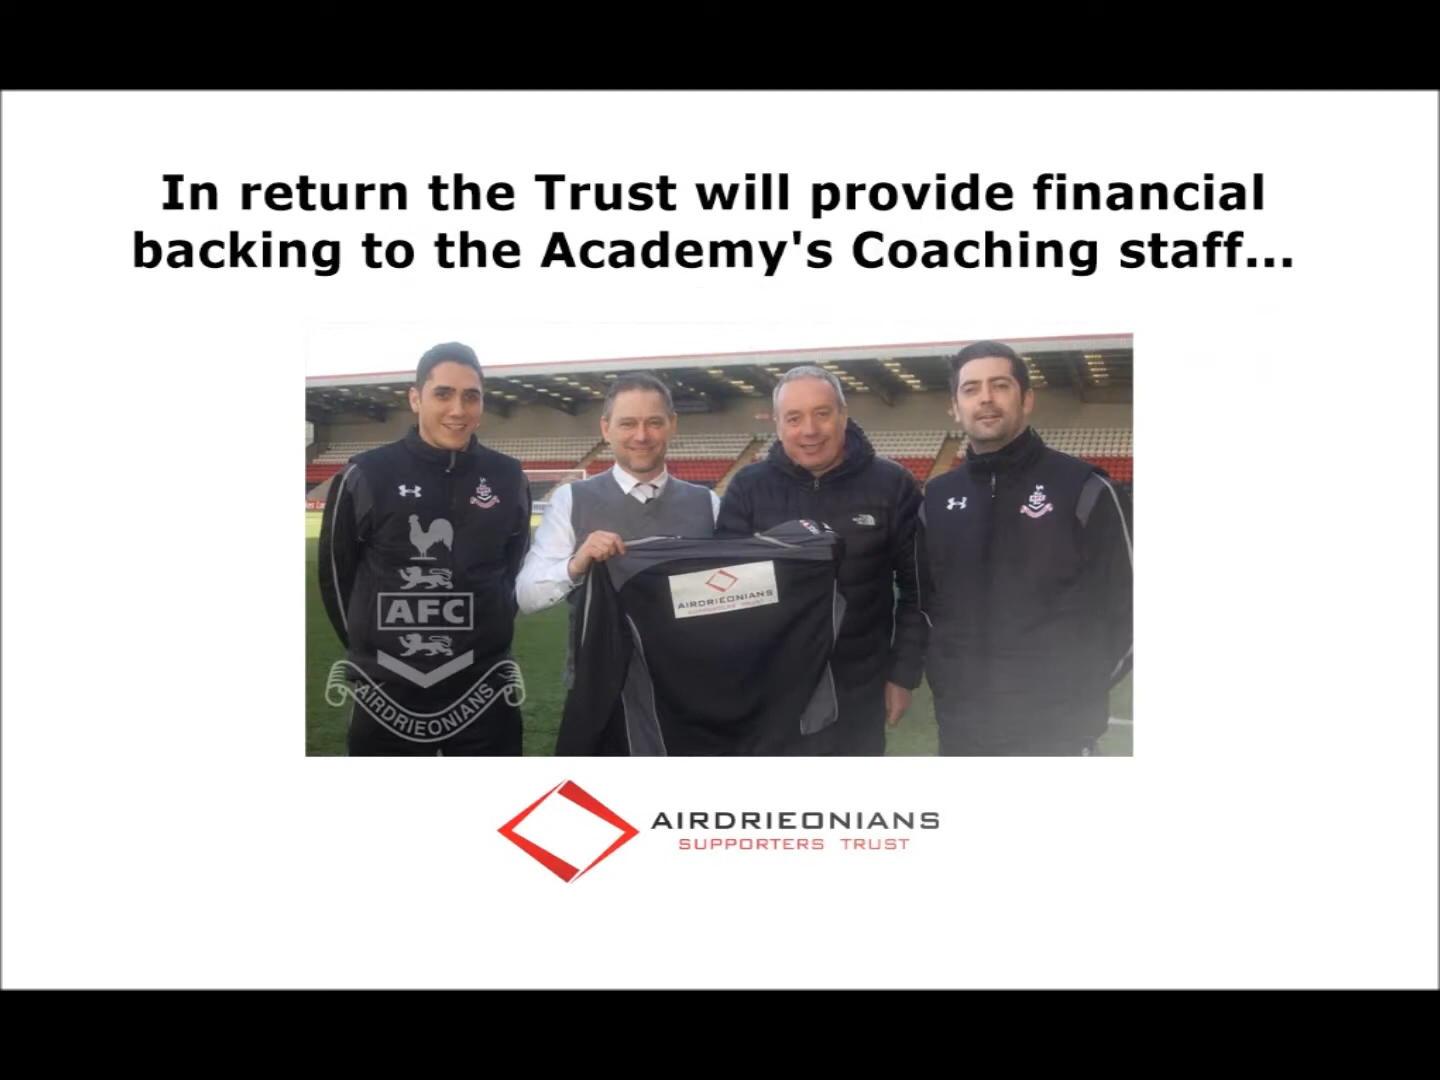 In return the Trust will provide financial
backing to the Academy's Coaching staff...
AFC
AIRDRIEONIANS
AIRDRIEONIANS
AIRDRIEONIANS
SUPPORTERS TRUST